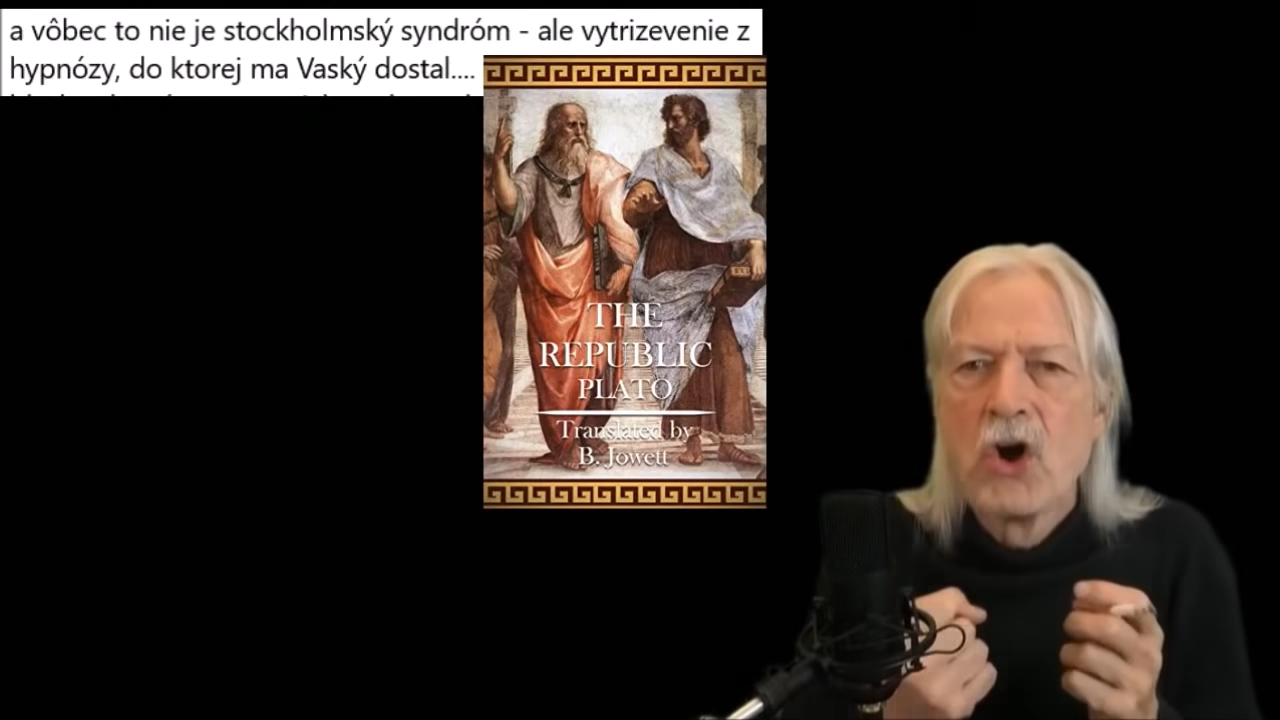 a vôbec to nie je stockholmský syndróm - ale vytrizevenie z
hypnózy, do ktorej ma Vaský dostal....
THE
REPUBLIC
PLATO
Translated by
B. Jowett